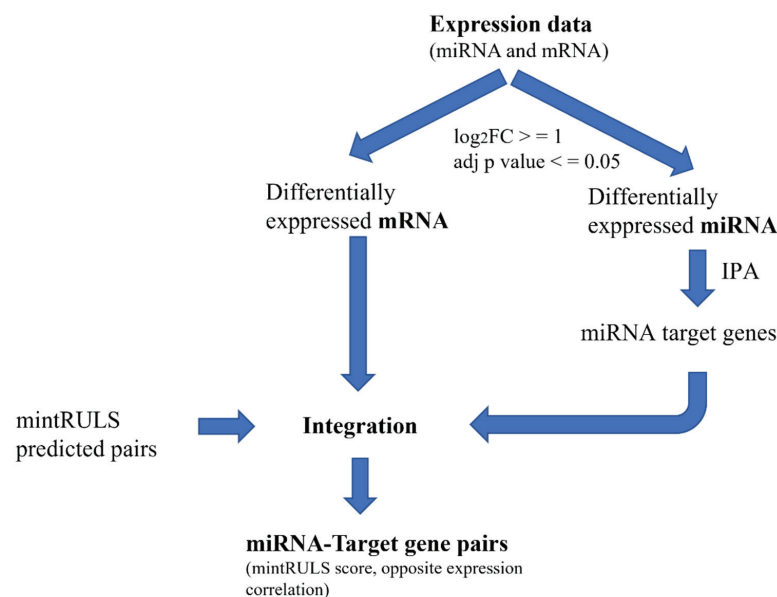 Expression data
(miRNA and mRNA)
log2FC > = 1
adj p value < = 0.05
Differentially
exppressed mRNA
Differentially
exppressed miRNA
IPA
miRNA target genes
mintRULS
predicted pairs
Integration
miRNA-Target gene pairs
(mintRULS score, opposite expression
correlation)